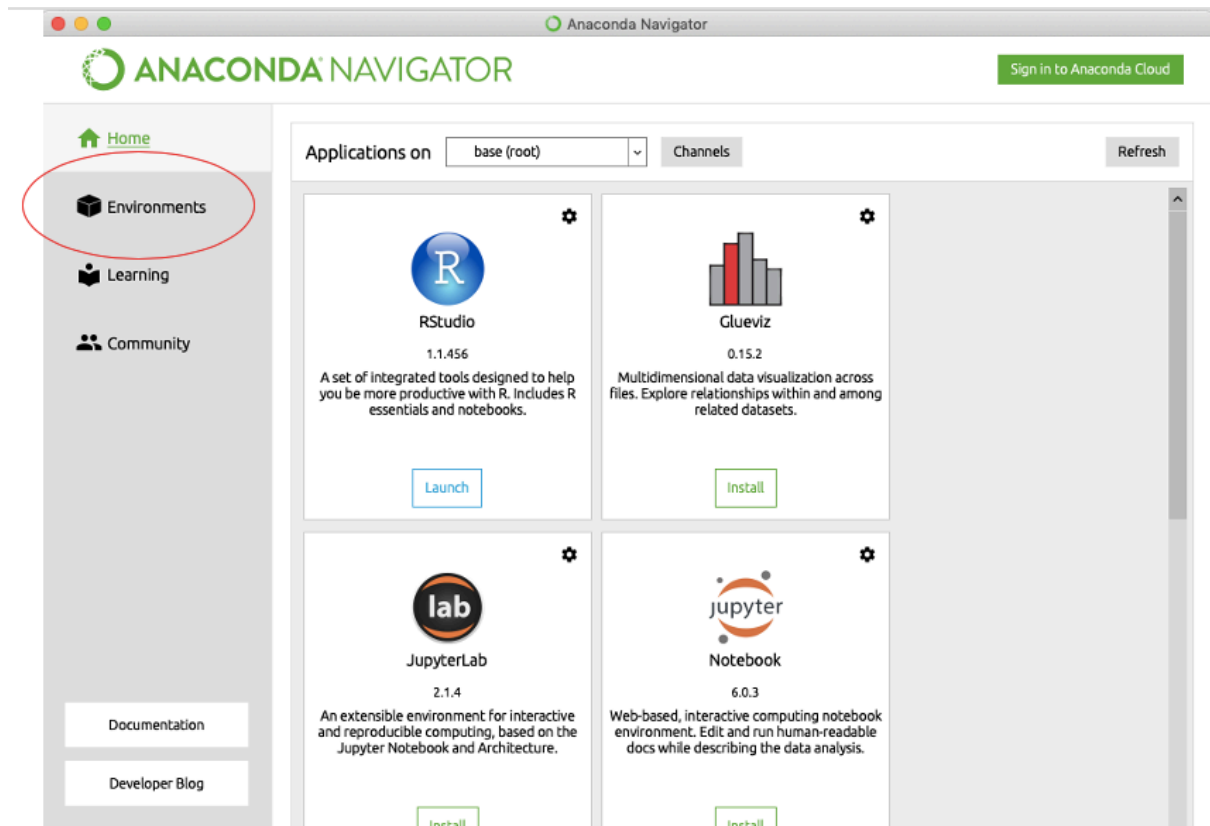 Anaconda Navigator
ANACONDA NAVIGATOR
Sign in to Anaconda Cloud
Home
Environments
Learning
Community
Documentation
Developer Blog
Applications on base (root) Channels Refresh
R
RStudio
1.1.456
A set of integrated tools designed to help
you be more productive with R. Includes R
essentials and notebooks.
Launch
Glueviz
0.15.2
Multidimensional data visualization across
files. Explore relationships within and among
related datasets.
Install
lab
JupyterLab
2.1.4
An extensible environment for interactive
and reproducible computing, based on the
Jupyter Notebook and Architecture.
Install
jupyter
Notebook
6.0.3
Web-based, interactive computing notebook
environment. Edit and run human-readable
docs while describing the data analysis.
Install